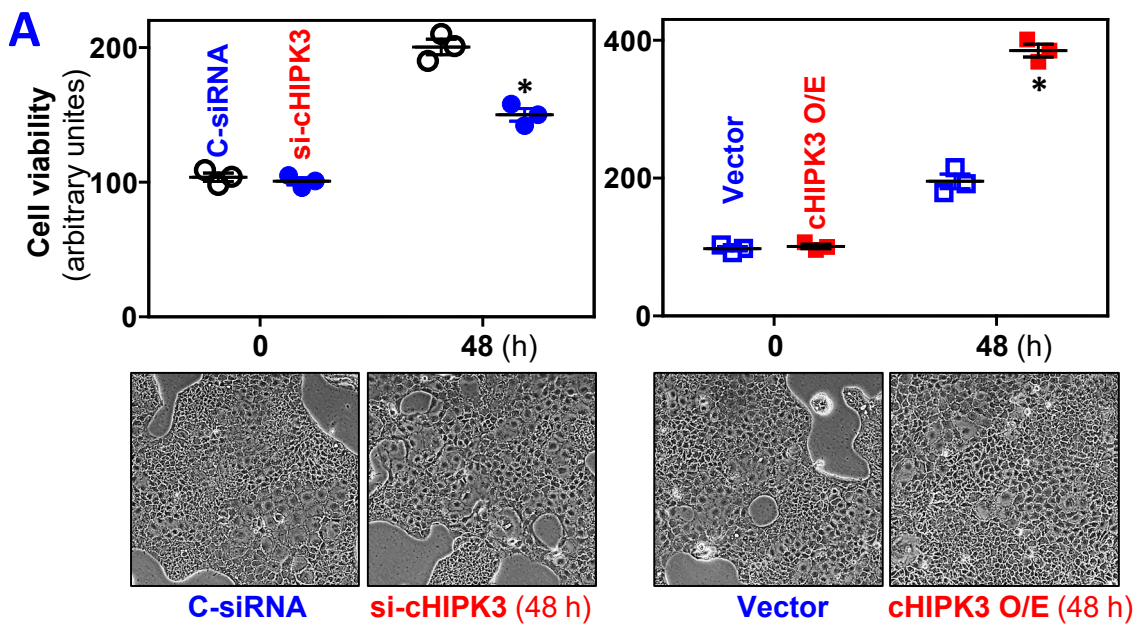 A
Cell viability
(arbitrary unites)
200
100
0
C-siRNA
si-cHIPK3
*
0
48 (h)
400
200
0
Vector
cHIPK3 O/E
*
0
48 (h)
C-siRNA
si-cHIPK3 (48 h)
Vector
cHIPK3 O/E (48 h)